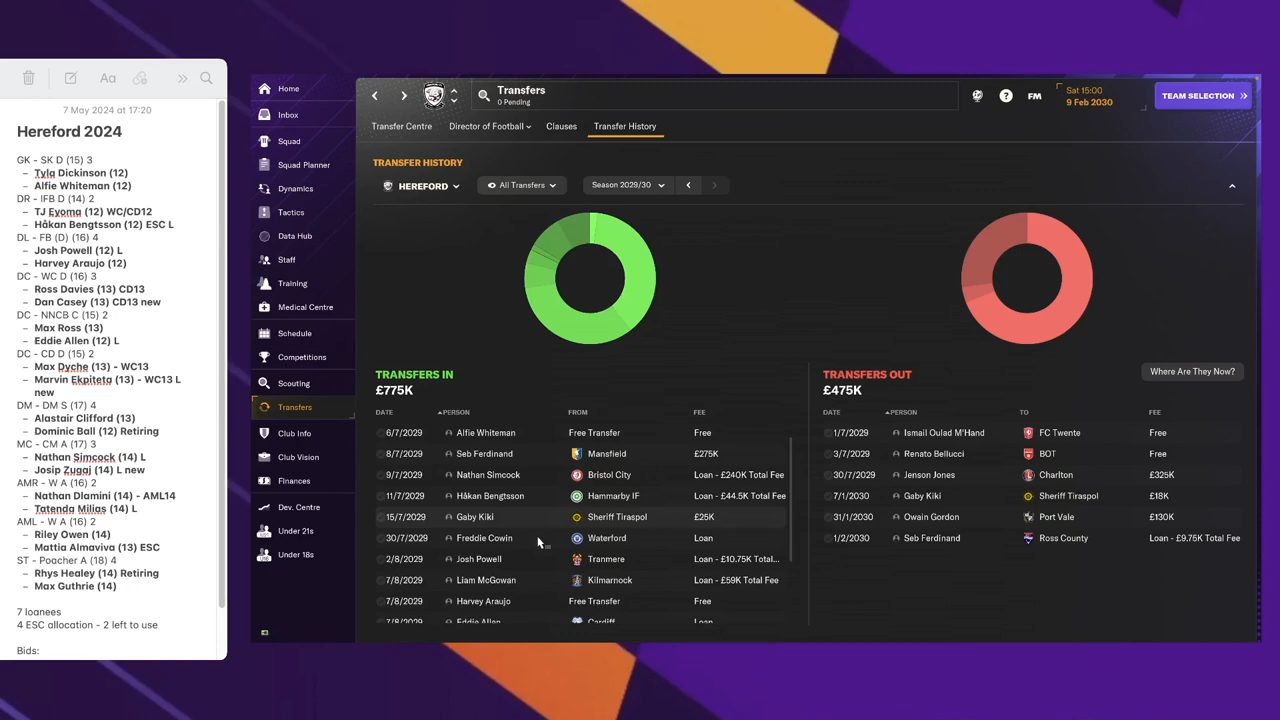 7 May 2024 at 17:20
Hereford 2024
GK - SK D (15) 3
– Tyla Dickinson (12)
– Alfie Whiteman (12)
DR - IFB D (14) 2
– TJ Eyoma (12) WC/CD12
– Håkan Bengtsson (12) ESC L
DL - FB (D) (16) 4
– Josh Powell (12) L
– Harvey Araujo (12)
DC - WC D (16) 3
– Ross Davies (13) CD13
– Dan Casey (13) CD13 new
DC - NNCB C (15) 2
– Max Ross (13)
– Eddie Allen (12) L
DC - CD D (15) 2
– Max Dyche (13) - WC13
– Marvin Ekpiteta (13) - WC13 L
new
DM - DM S (17) 4
– Alastair Clifford (13)
– Dominic Ball (12) Retiring
MC - CM A (17) 3
– Nathan Simcock (14) L
– Josip Zugaj (14) L new
AMR - W A (16) 2
– Nathan Dlamini (14) - AML14
– Tatenda Milias (14) L
AML - W A (16) 2
– Riley Owen (14)
– Mattia Almaviva (13) ESC
ST - Poacher A (18) 4
– Rhys Healey (14) Retiring
– Max Guthrie (14)
7 loanees
4 ESC allocation - 2 left to use
Bids:
Home
Inbox
Squad
Squad Planner
Dynamics
Tactics
Data Hub
Staff
Training
Medical Centre
Schedule
Competitions
Scouting
Transfers
Club Info
Club Vision
Finances
Dev. Centre
Under 21s
Under 18s
Transfers
0 Pending
FM
Sat 15:00
9 Feb 2030
TEAM SELECTION
Transfer Centre Director of Football Clauses Transfer History
TRANSFER HISTORY
HEREFORD All Transfers Season 2029/30
TRANSFERS IN
£775K
DATE PERSON FROM FEE
6/7/2029 Alfie Whiteman Free Transfer Free
8/7/2029 Seb Ferdinand Mansfield £275K
9/7/2029 Nathan Simcock Bristol City Loan - £240K Total Fee
11/7/2029 Håkan Bengtsson Hammarby IF Loan - £44.5K Total Fee
15/7/2029 Gaby Kiki Sheriff Tiraspol £25K
30/7/2029 Freddie Cowin Waterford Loan
2/8/2029 Josh Powell Tranmere Loan - £10.75K Total...
7/8/2029 Liam McGowan Kilmarnock Loan - £59K Total Fee
7/8/2029 Harvey Araujo Free Transfer Free
7/8/2029 Eddie Allen Cardiff Loan
TRANSFERS OUT
£475K
Where Are They Now?
DATE PERSON TO FEE
1/7/2029 Ismail Oulad M'Hand FC Twente Free
3/7/2029 Renato Bellucci BOT Free
30/7/2029 Jenson Jones Charlton £325K
7/1/2030 Gaby Kiki Sheriff Tiraspol £18K
31/1/2030 Owain Gordon Port Vale £130K
1/2/2030 Seb Ferdinand Ross County Loan - £9.75K Total Fee